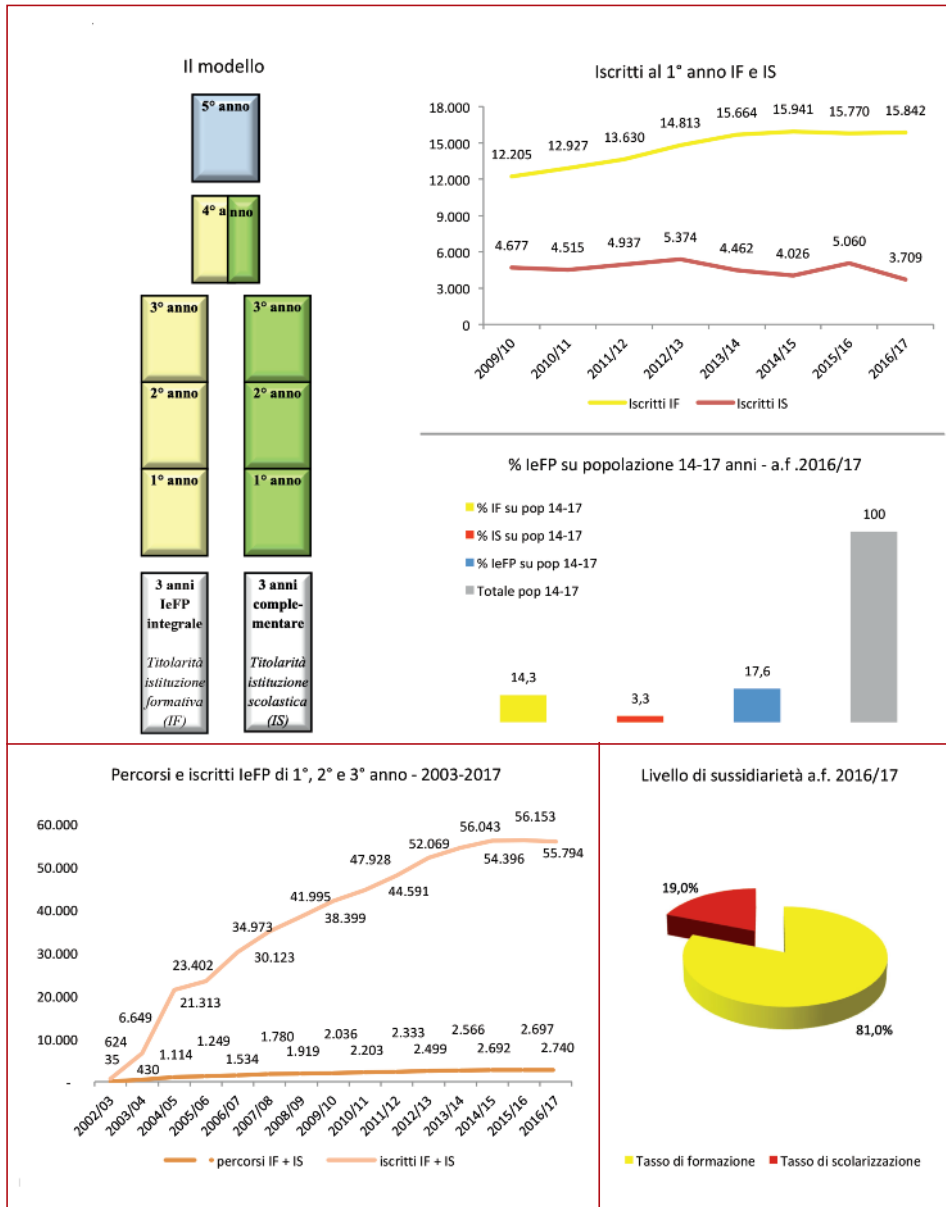 Il modello
5° anno
4° anno
3° anno
3° anno
2° anno
2° anno
1° anno
1° anno
3 anni
IeFP
integrale
Titolarità
istituzione
formativa
(IF)
3 anni
comple-
mentare
Titolarità
istituzione
scolastica
(IS)
Iscritti al 1° anno IF e IS
18.000
15.000
12.000
9.000
6.000
3.000
0
12.205
12.927
13.630
14.813
15.664
15.941
15.770
15.842
4.677
4.515
4.937
5.374
4.462
4.026
5.060
3.709
2009/10
2010/11
2011/12
2012/13
2013/14
2014/15
2015/16
2016/17
Iscritti IF
Iscritti IS
% IeFP su popolazione 14-17 anni - a.f .2016/17
% IF su pop 14-17
% IS su pop 14-17
% IeFP su pop 14-17
Totale pop 14-17
14,3
3,3
17,6
100
Percorsi e iscritti IeFP di 1°, 2° e 3° anno - 2003-2017
60.000
50.000
40.000
30.000
20.000
10.000
-
624
6.649
21.313
23.402
30.123
34.973
38.399
41.995
44.591
47.928
52.069
54.396
56.043
56.153
55.794
35
430
1.114
1.249
1.534
1.780
1.919
2.036
2.203
2.333
2.499
2.566
2.692
2.697
2.740
2002/03
2003/04
2004/05
2005/06
2006/07
2007/08
2008/09
2009/10
2010/11
2011/12
2012/13
2013/14
2014/15
2015/16
2016/17
percorsi IF + IS
iscritti IF + IS
Livello di sussidiarietà a.f. 2016/17
19,0%
81,0%
Tasso di formazione
Tasso di scolarizzazione